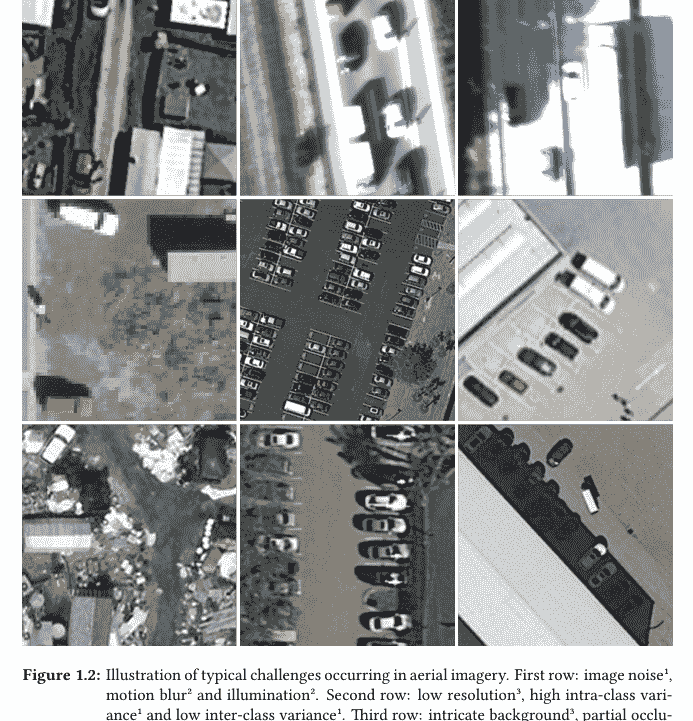 Figure 1.2: Illustration of typical challenges occurring in aerial imagery. First row: image noise¹,
motion blur² and illumination². Second row: low resolution³, high intra-class vari-
ance¹ and low inter-class variance¹. Third row: intricate background³, partial occlu-